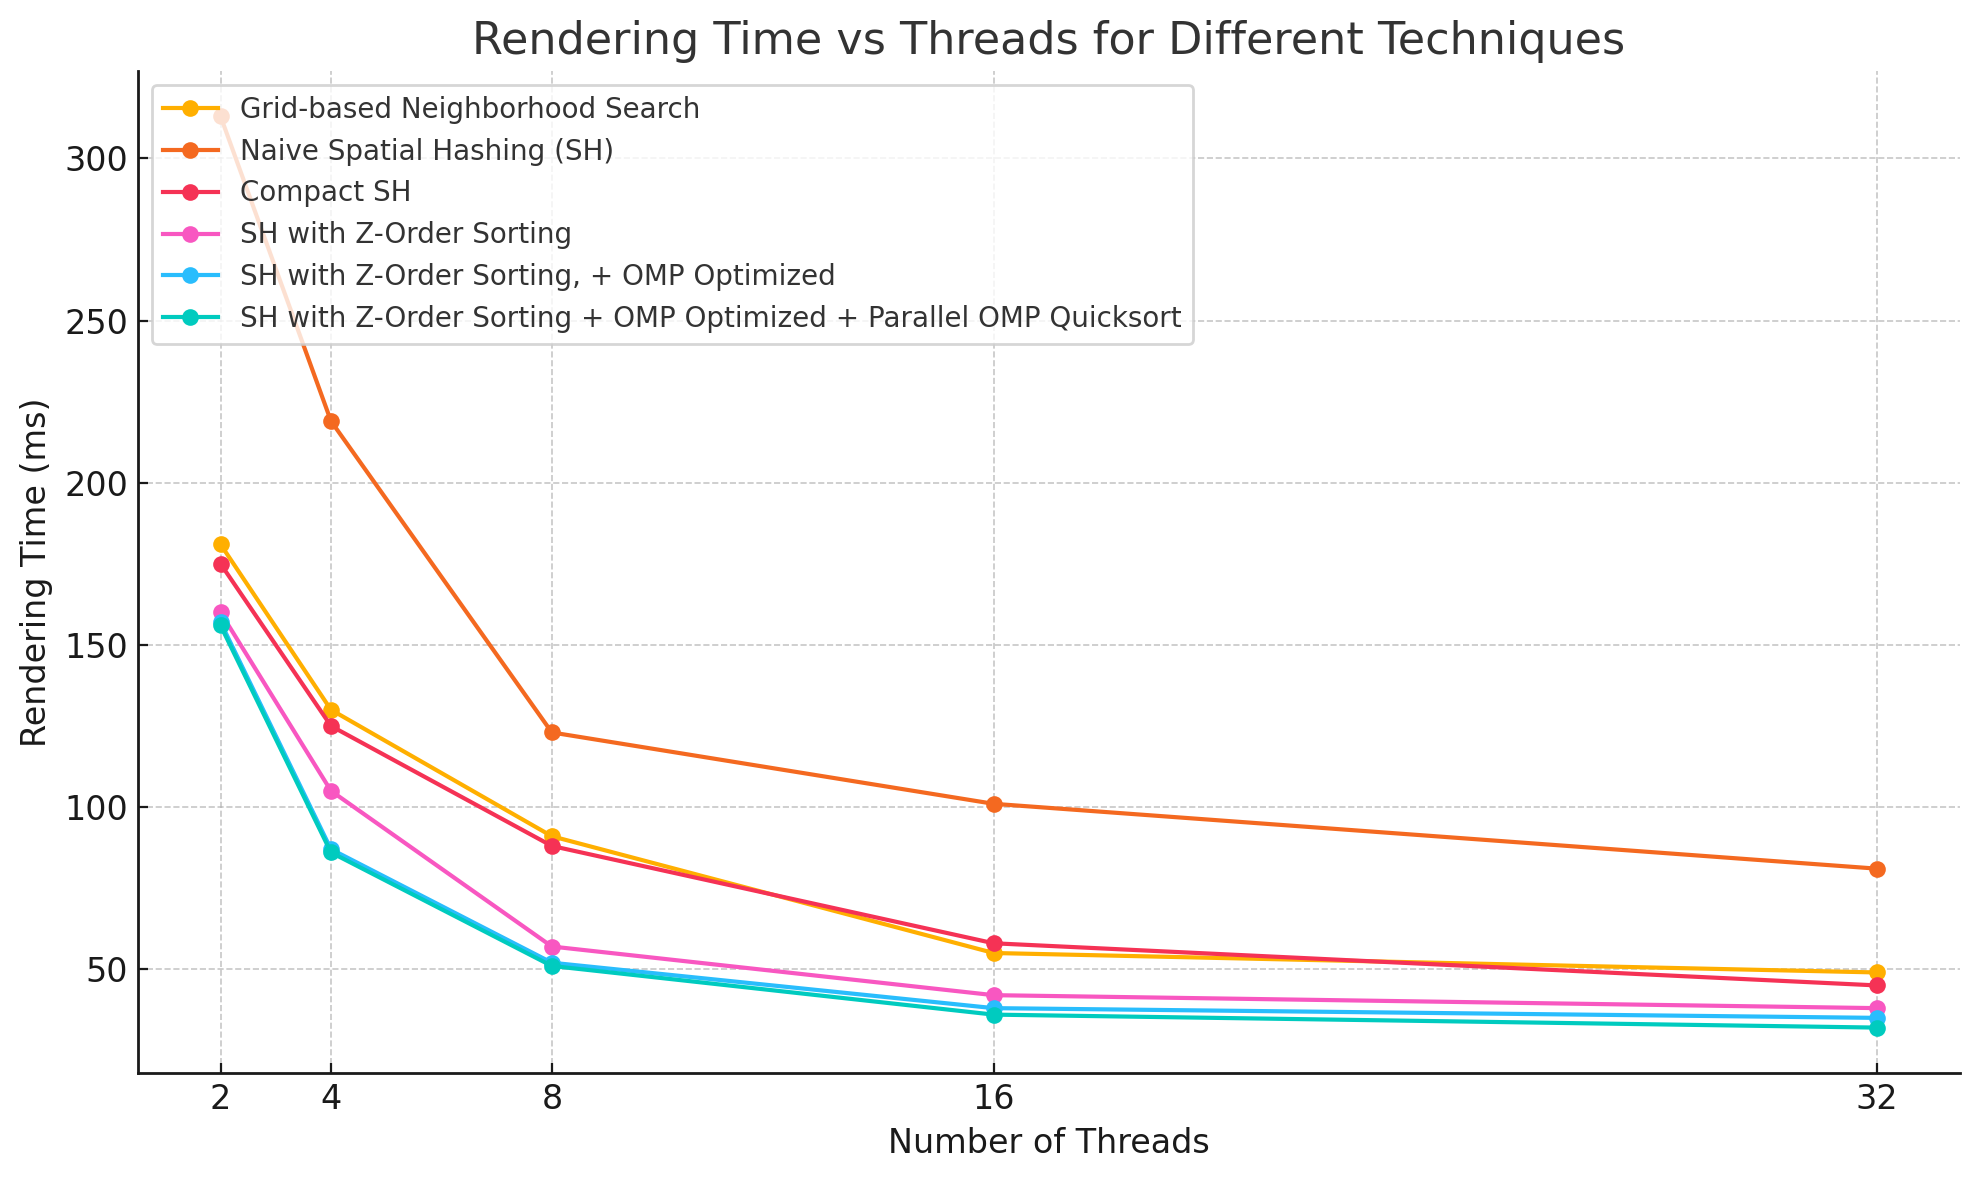 Rendering Time vs Threads for Different Techniques
Grid-based Neighborhood Search
Naive Spatial Hashing (SH)
Compact SH
SH with Z-Order Sorting
SH with Z-Order Sorting, + OMP Optimized
SH with Z-Order Sorting + OMP Optimized + Parallel OMP Quicksort
Rendering Time (ms)
300
250
200
150
100
50
2 4 8 16 32
Number of Threads